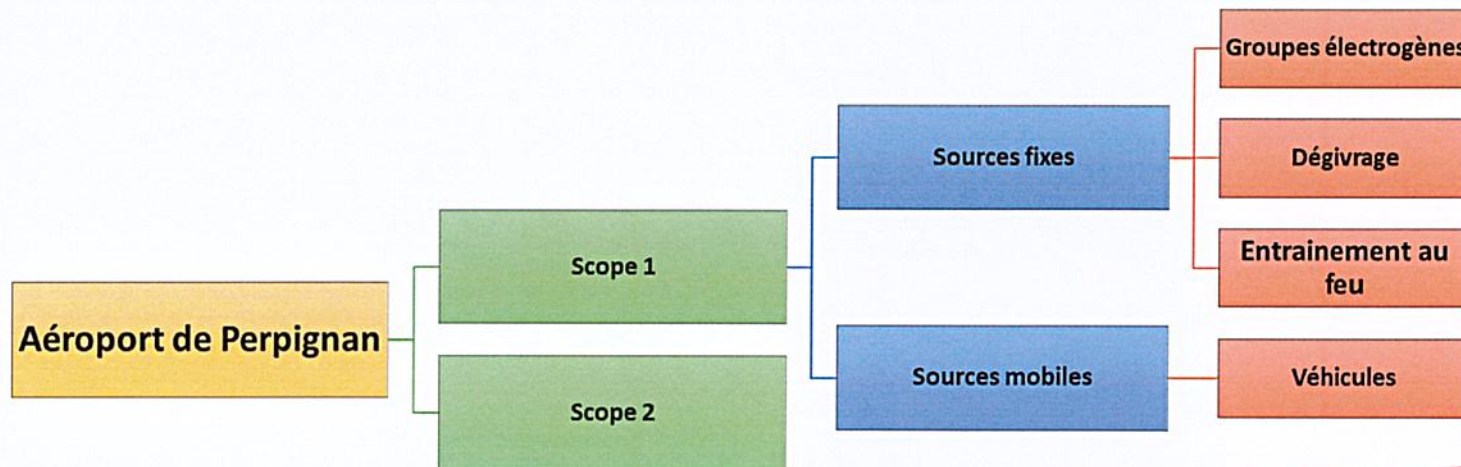 Groupes électrogènes
Sources fixes
Dégivrage
Scope 1
Entrainement au
feu
Aéroport de Perpignan
Sources mobiles
Véhicules
Scope 2